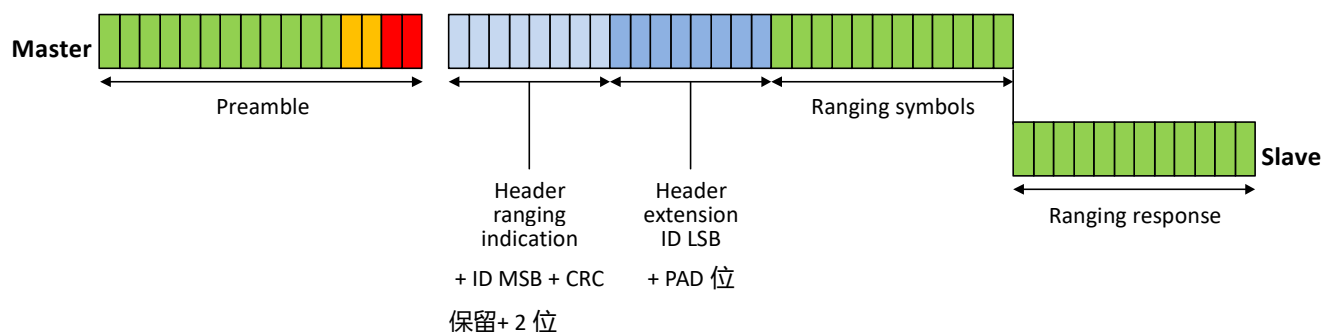 Master
Preamble
Ranging symbols
Slave
Ranging response
Header
ranging
indication
+ ID MSB + CRC
保留+ 2 位
Header
extension
ID LSB
+ PAD 位